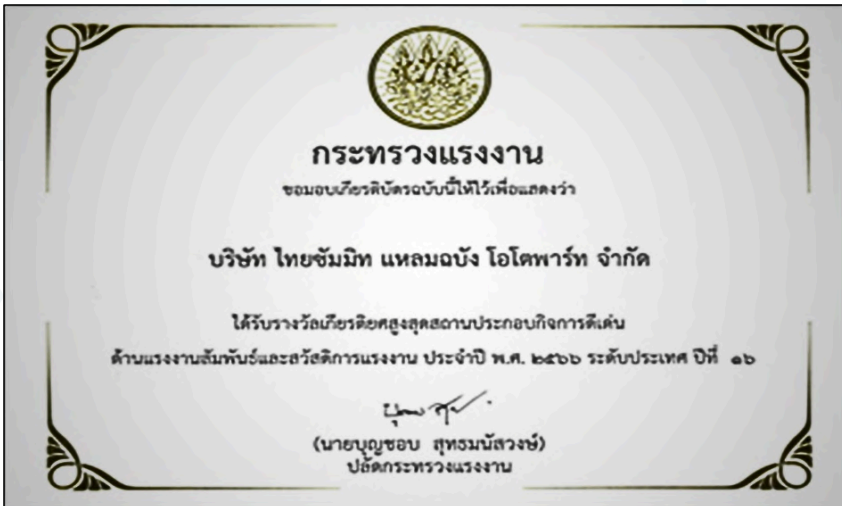 กระทรวงแรงงาน
ขอมอบเกียรติบัตรฉบับนี้ให้ไว้เพื่อแสดงว่า
บริษัท ไทยซัมมิท แหลมฉบัง โอโตพาร์ท จำกัด
ได้รับรางวัลเกียรติยศสูงสุดสถานประกอบกิจการดีเด่น
ด้านแรงงานสัมพันธ์และสวัสดิการแรงงาน ประจำปี พ.ศ. ๒๕๖๖ ระดับประเทศ ปีที่ ๑๖
(นายบุญชอบ สุทธมนัสวงษ์)
ปลัดกระทรวงแรงงาน